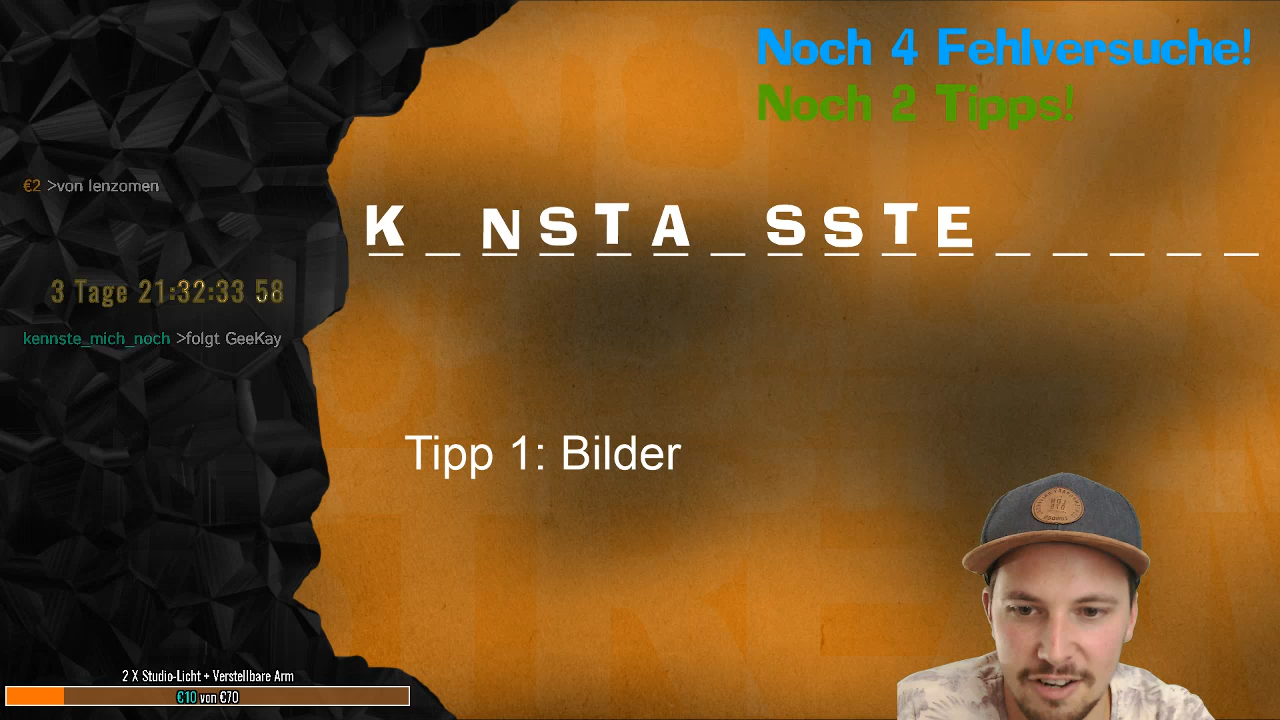 Noch 4 Fehlversuche!
Noch 2 Tipps!
€2 >von lenzomen
K _ N S T A _ S S T E _ _ _ _ _
3 Tage 21:32:33 58
kennste_mich_noch >folgt GeeKay
Tipp 1: Bilder
2 X Studio-Licht + Verstellbare Arm
€10 von €70